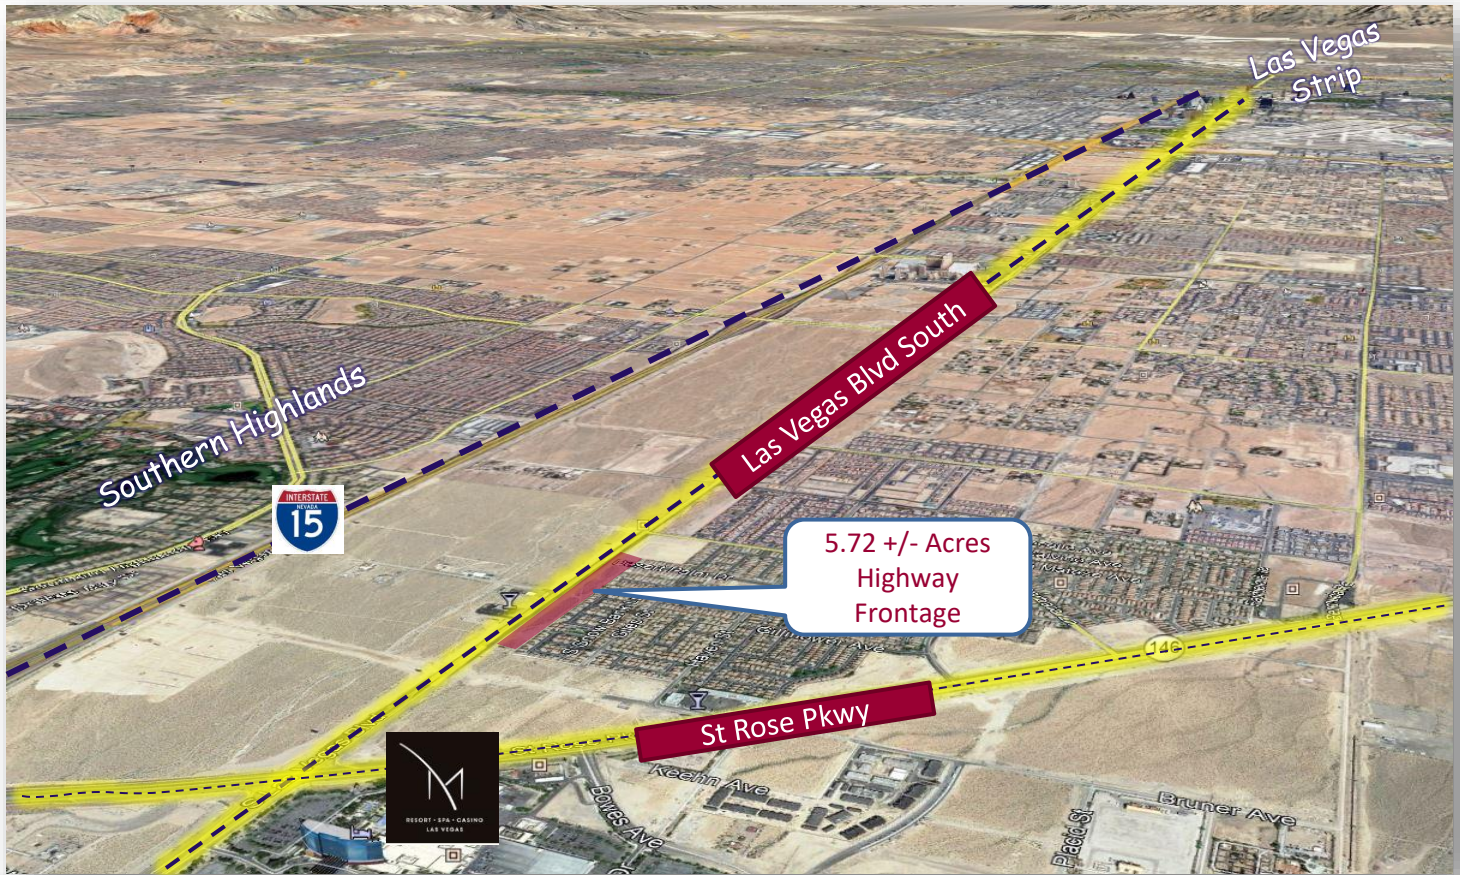 Las Vegas
Strip
Las Vegas Blvd South
Southern Highlands
INTERSTATE
NEVADA
15
5.72 +/- Acres
Highway
Frontage
146
St Rose Pkwy
Keehn Ave
Bowes Ave
Bruner Ave
Placid St
M
RESORT • SPA • CASINO
LAS VEGAS